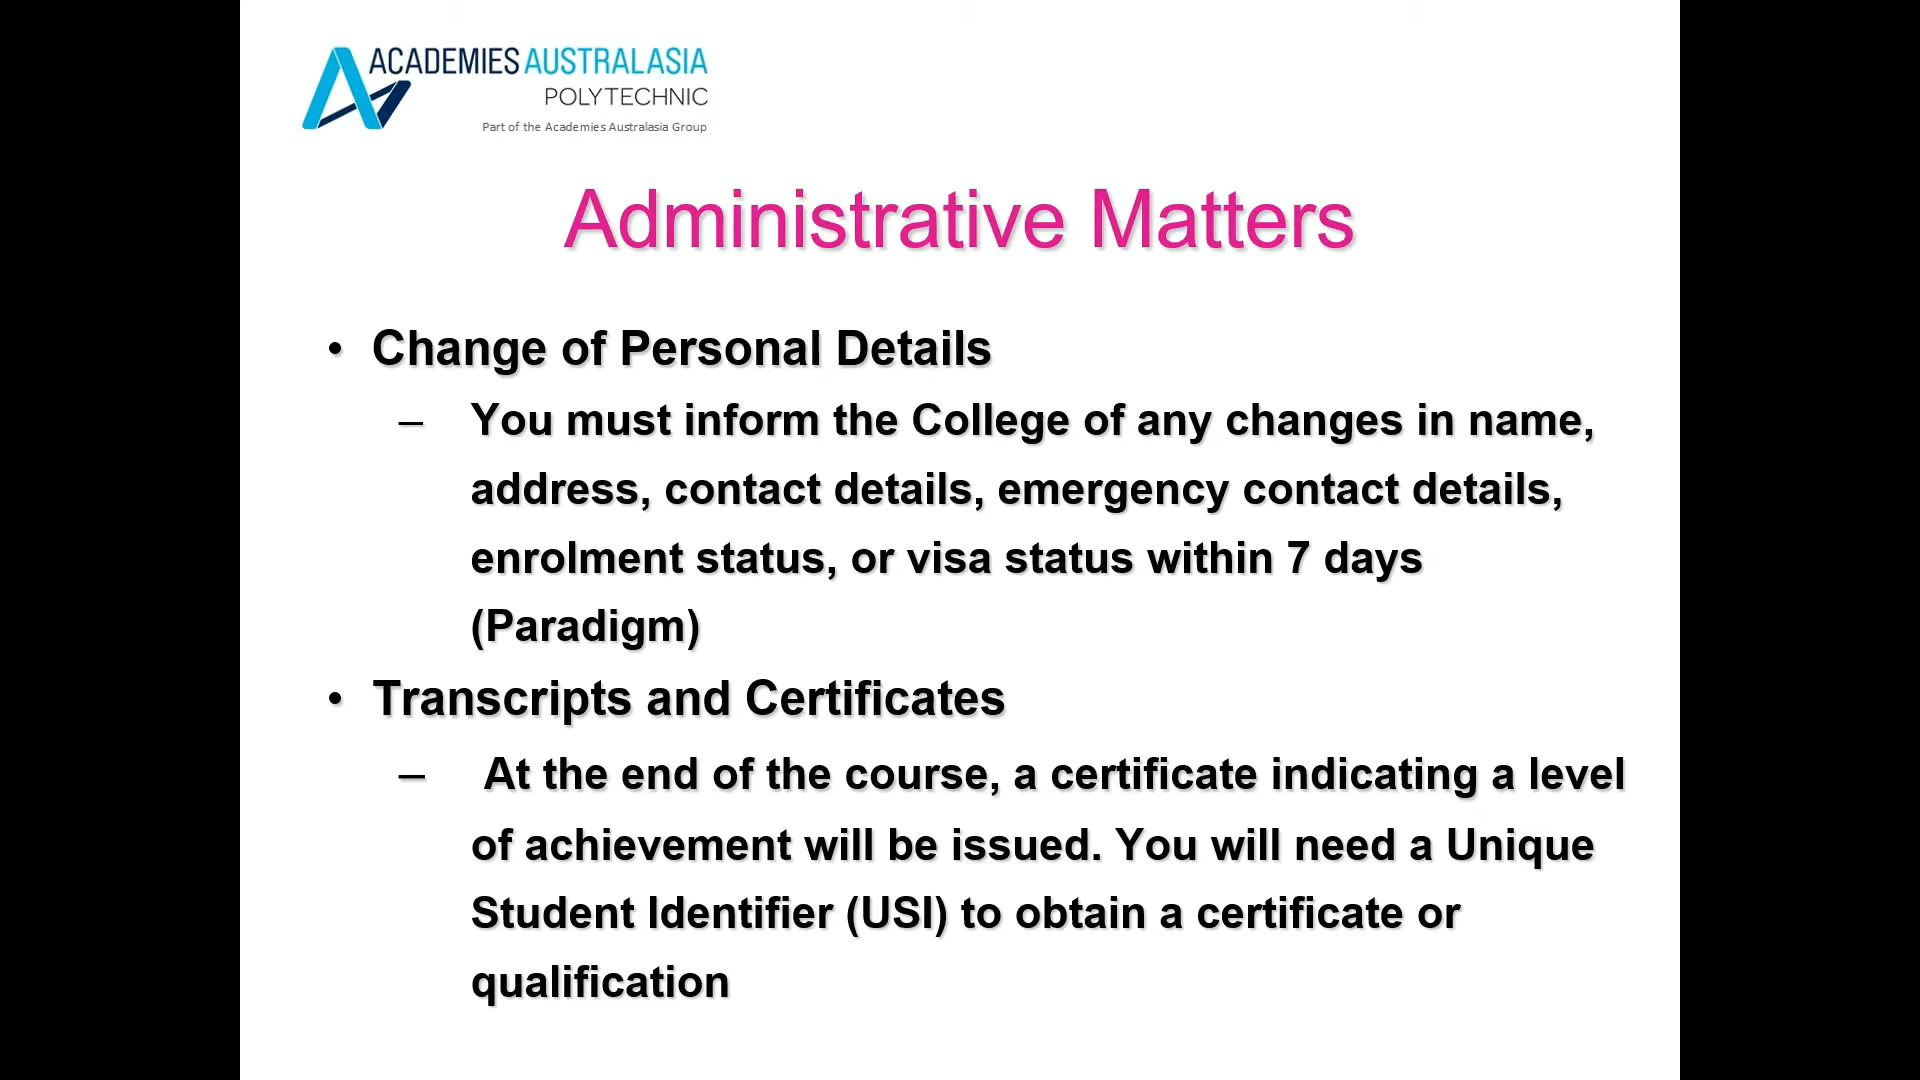 ACADEMIES AUSTRALASIA
POLYTECHNIC
Part of the Academies Australasia Group
Administrative Matters
• Change of Personal Details
– You must inform the College of any changes in name,
address, contact details, emergency contact details,
enrolment status, or visa status within 7 days
(Paradigm)
• Transcripts and Certificates
– At the end of the course, a certificate indicating a level
of achievement will be issued. You will need a Unique
Student Identifier (USI) to obtain a certificate or
qualification